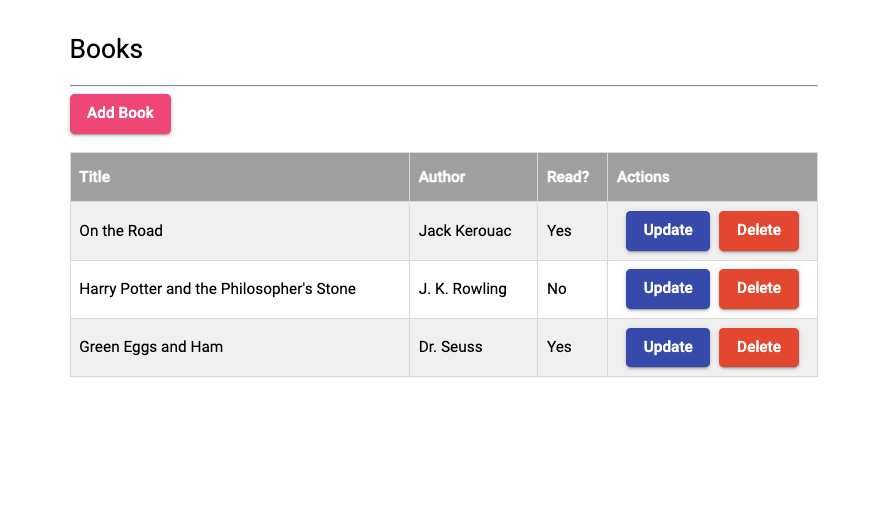 Books
Add Book
Title Author Read? Actions
On the Road Jack Kerouac Yes Update Delete
Harry Potter and the Philosopher's Stone J. K. Rowling No Update Delete
Green Eggs and Ham Dr. Seuss Yes Update Delete